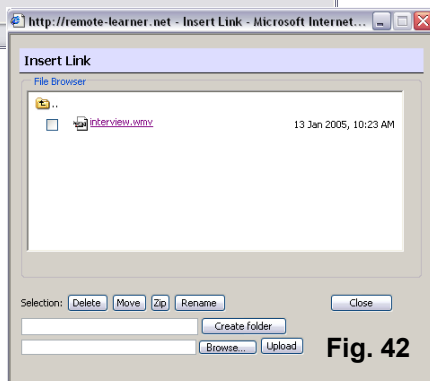 http://remote-learner.net - Insert Link - Microsoft Internet...
Insert Link
File Browser
..
interview.wmv 13 Jan 2005, 10:23 AM
Selection: Delete Move Zip Rename Close
Create folder
Browse... Upload
Fig. 42